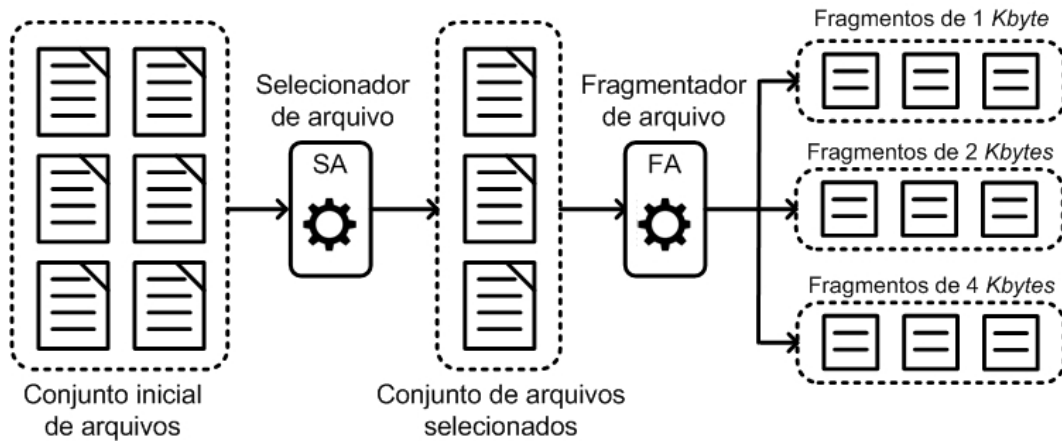 Conjunto inicial
de arquivos
Selecionador
de arquivo
SA
Conjunto de arquivos
selecionados
Fragmentador
de arquivo
FA
Fragmentos de 1 Kbyte
Fragmentos de 2 Kbytes
Fragmentos de 4 Kbytes